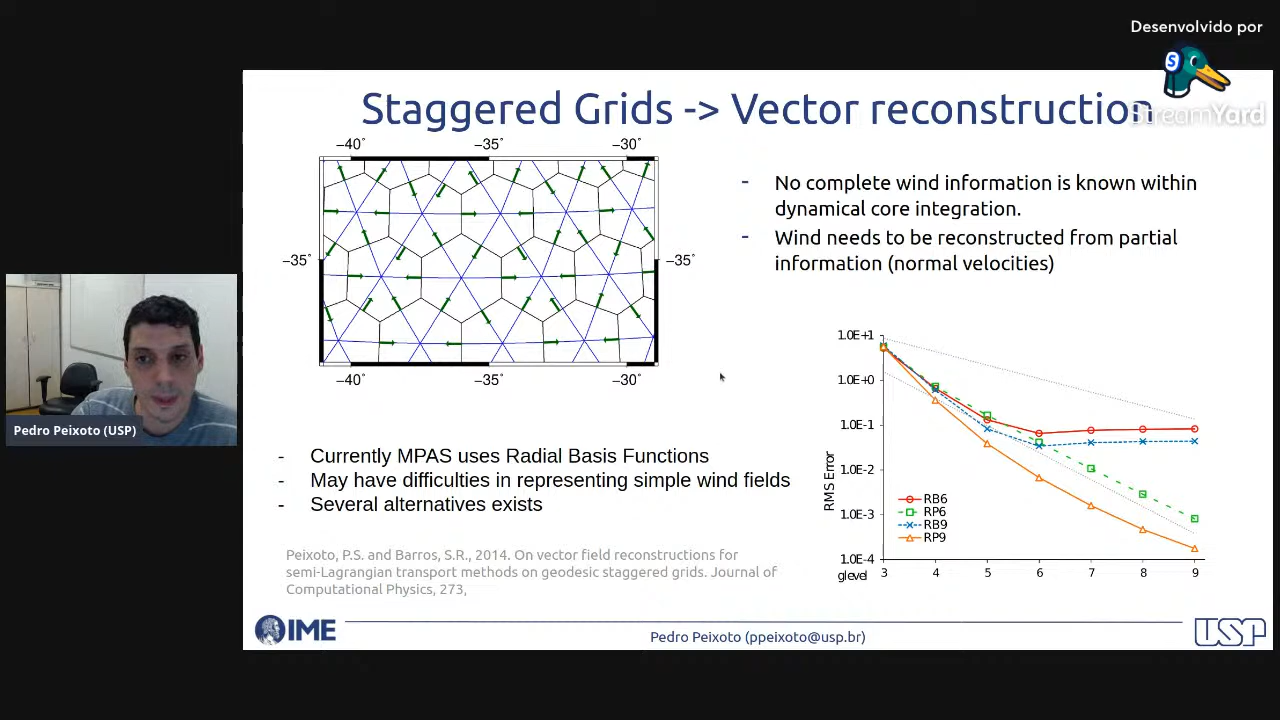 Desenvolvido por
S
StreamYard
Staggered Grids -> Vector reconstruction
−40° −35° −30°
−35° −35°
−40° −35° −30°
- No complete wind information is known within
dynamical core integration.
- Wind needs to be reconstructed from partial
information (normal velocities)
Pedro Peixoto (USP)
- Currently MPAS uses Radial Basis Functions
- May have difficulties in representing simple wind fields
- Several alternatives exists
1.0E+1
1.0E+0
1.0E-1
1.0E-2
1.0E-3
1.0E-4
RMS Error
RB6
RP6
RB9
RP9
glevel 3 4 5 6 7 8 9
Peixoto, P.S. and Barros, S.R., 2014. On vector field reconstructions for
semi-Lagrangian transport methods on geodesic staggered grids. Journal of
Computational Physics, 273,
IME
Pedro Peixoto (ppeixoto@usp.br)
USP